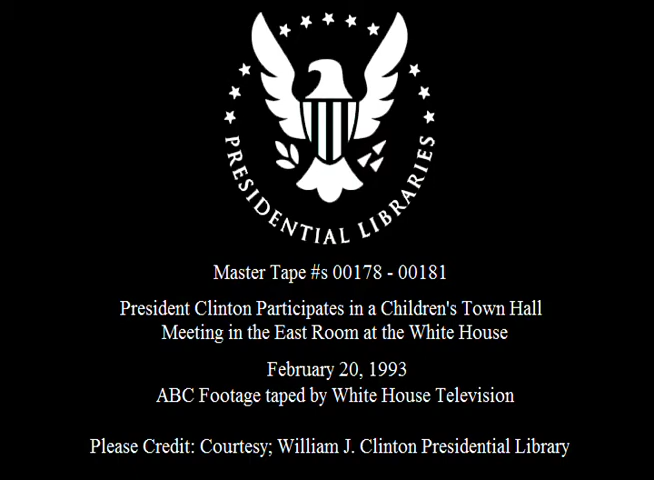 PRESIDENTIAL LIBRARIES
Master Tape #s 00178 - 00181
President Clinton Participates in a Children's Town Hall
Meeting in the East Room at the White House
February 20, 1993
ABC Footage taped by White House Television
Please Credit: Courtesy; William J. Clinton Presidential Library